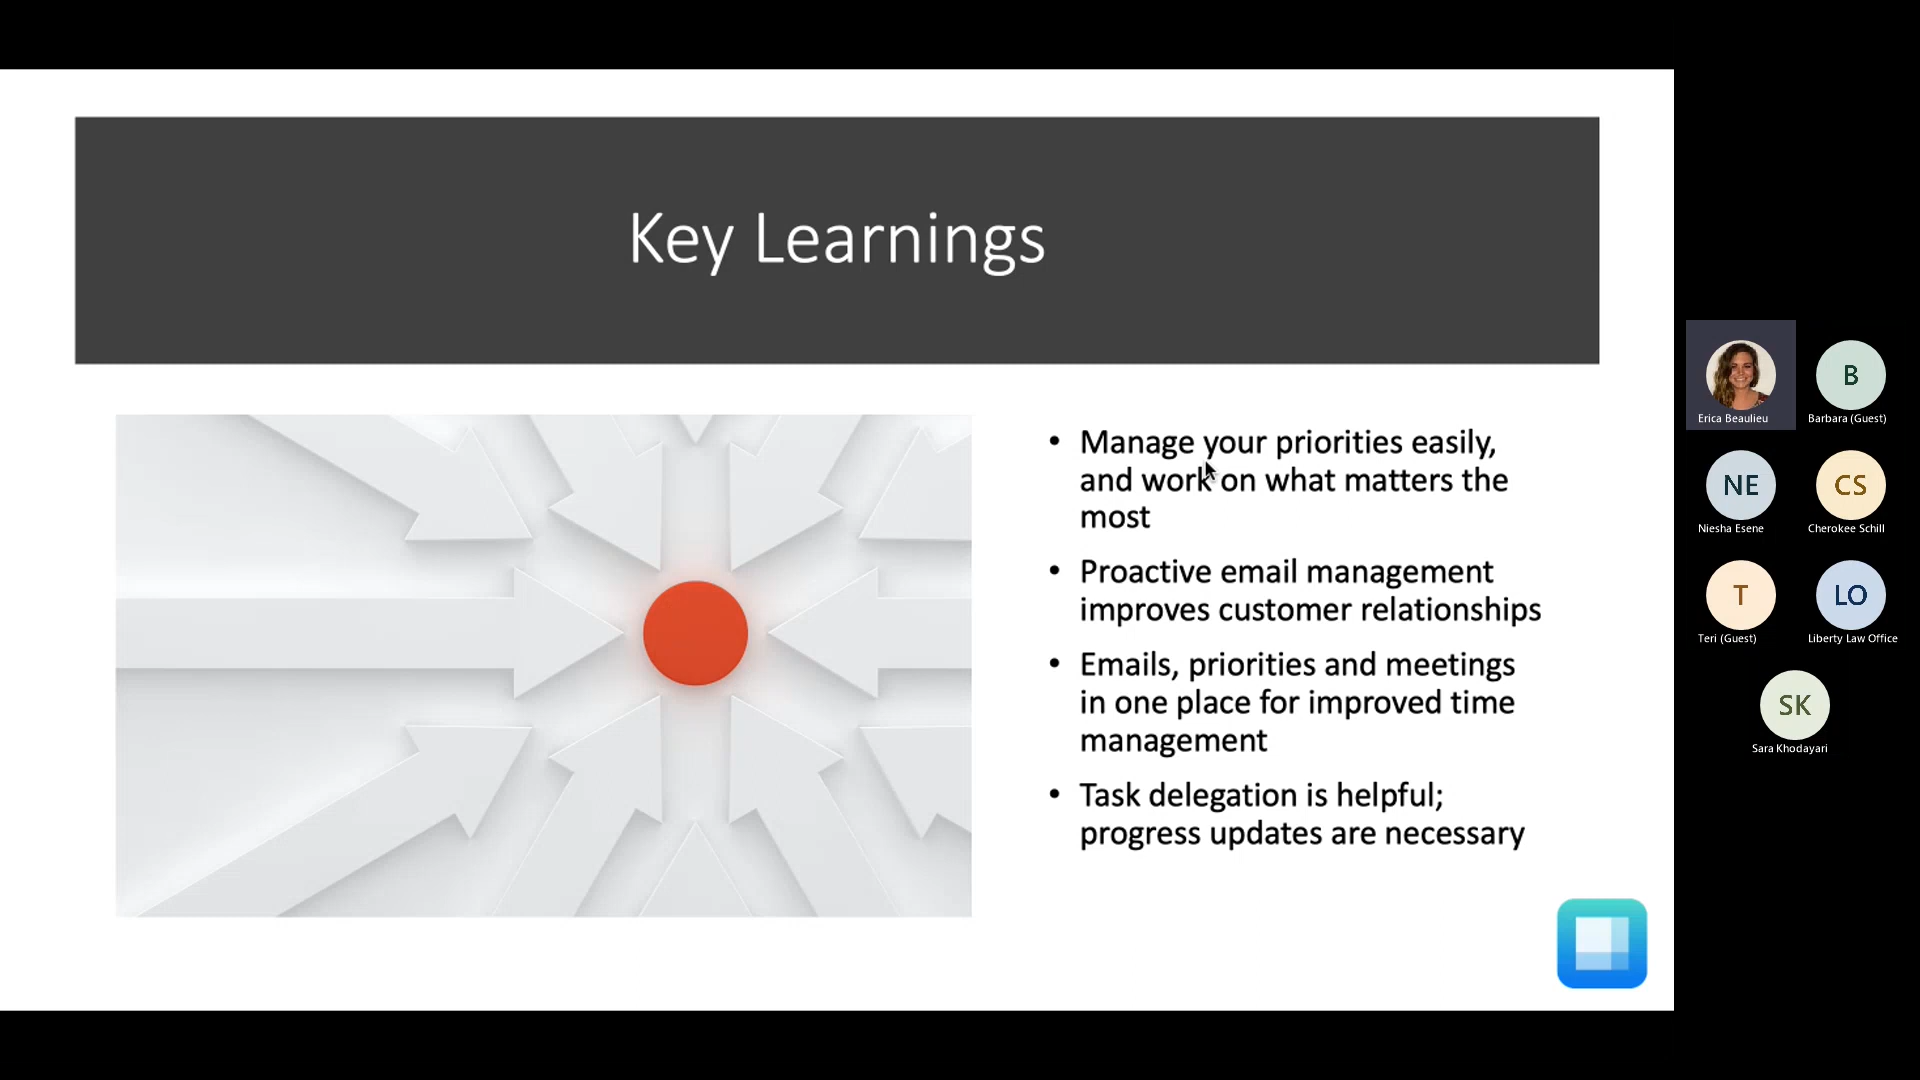 Key Learnings
• Manage your priorities easily,
and work on what matters the
most
• Proactive email management
improves customer relationships
• Emails, priorities and meetings
in one place for improved time
management
• Task delegation is helpful;
progress updates are necessary
Erica Beaulieu
B
Barbara (Guest)
NE
Niesha Esene
CS
Cherokee Schill
T
Teri (Guest)
LO
Liberty Law Office
SK
Sara Khodayari